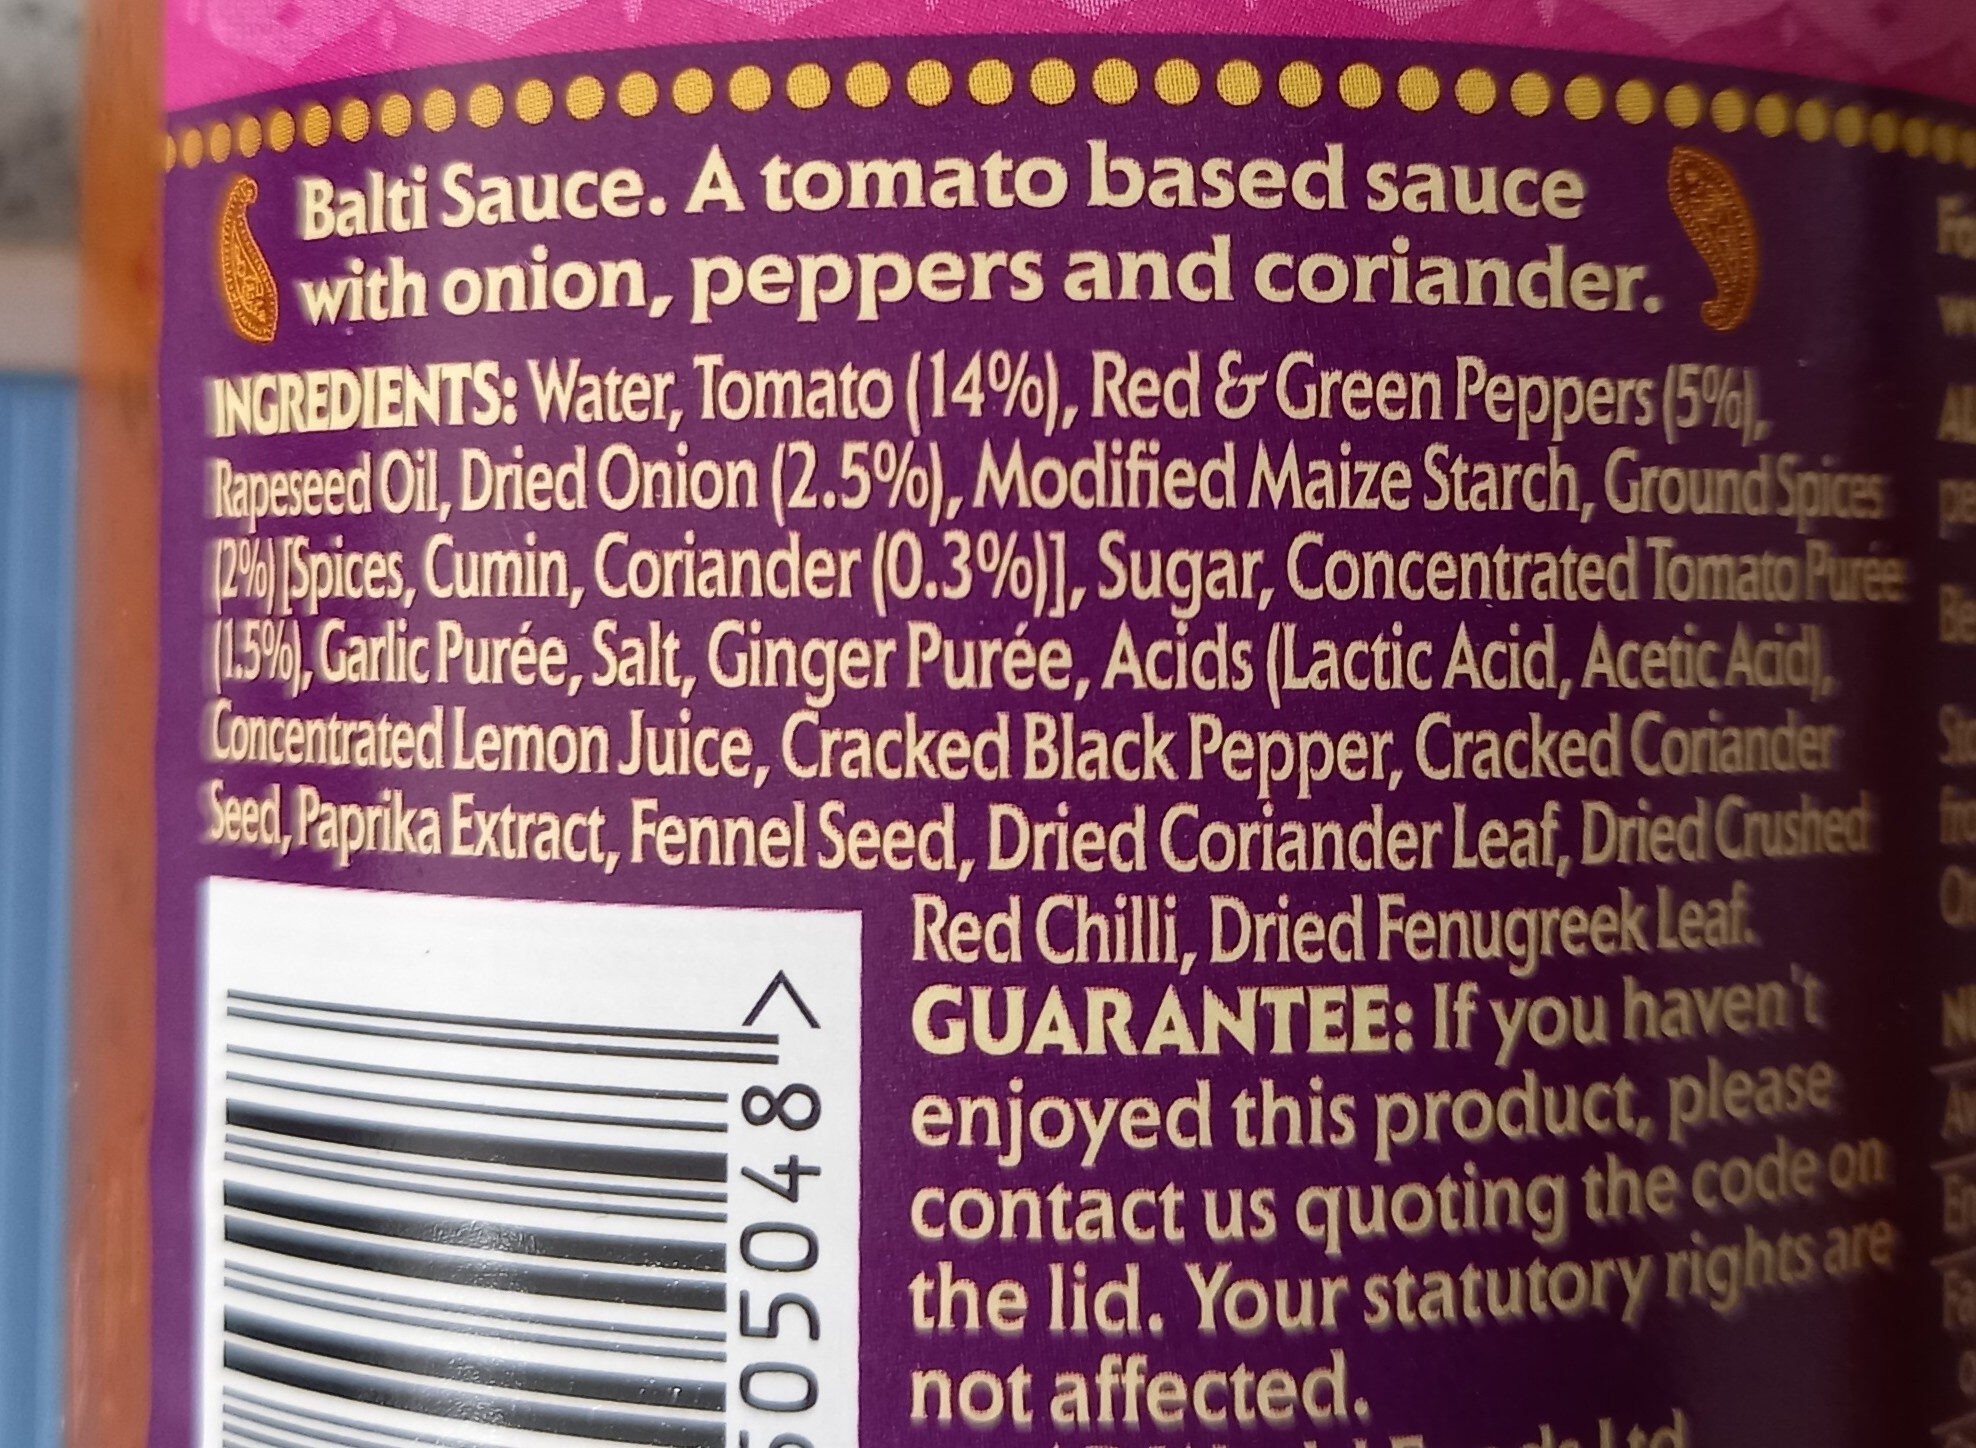 Balti Sauce. A tomato based sauce
with onion, peppers and coriander.
INGREDIENTS: Water, Tomato (14%), Red & Green Peppers (5%),
Rapeseed Oil, Dried Onion (2.5%), Modified Maize Starch, Ground Spices
(2%) [Spices, Cumin, Coriander (0.3%)], Sugar, Concentrated Tomato Purée
(1.5%), Garlic Purée, Salt, Ginger Purée, Acids (Lactic Acid, Acetic Acid),
Concentrated Lemon Juice, Cracked Black Pepper, Cracked Coriander
Seed, Paprika Extract, Fennel Seed, Dried Coriander Leaf, Dried Crushed
Red Chilli, Dried Fenugreek Leaf.
GUARANTEE: If you haven't
enjoyed this product, please
contact us quoting the code on
the lid. Your statutory rights are
not affected.
Ltd
505048>